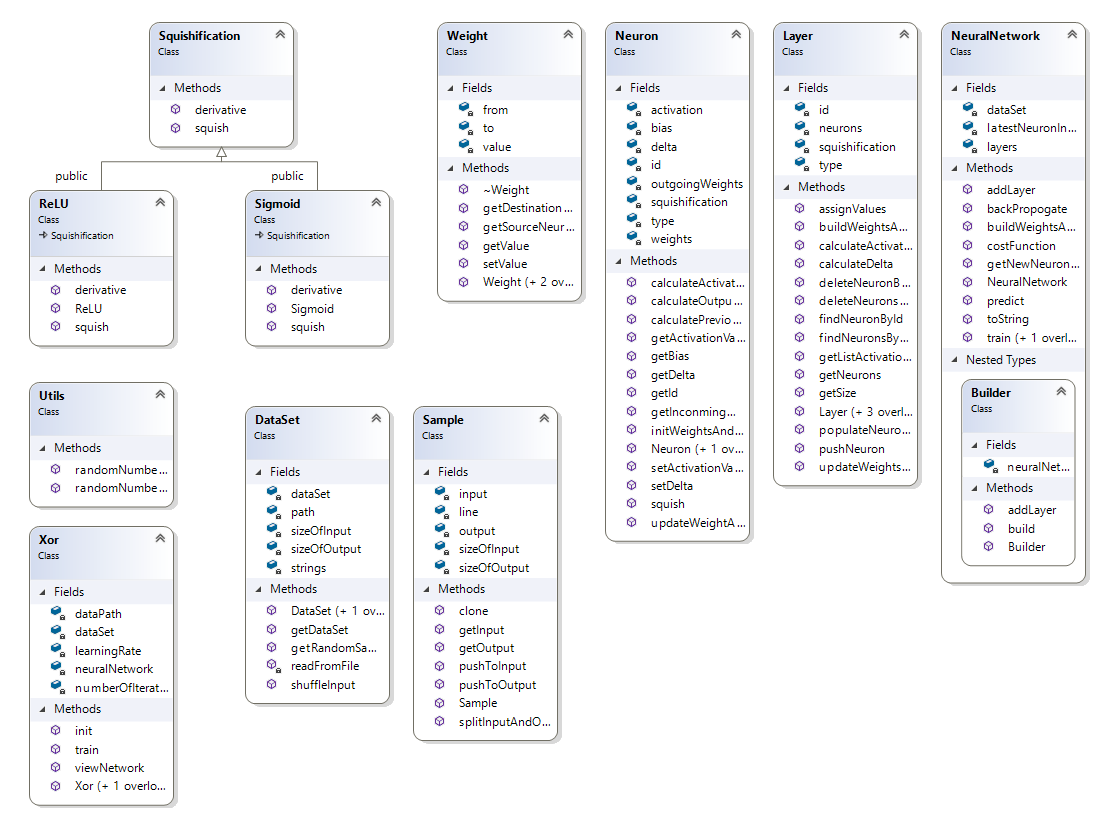 Squishification
Class
Methods
derivative
squish
public
public
ReLU
Class
Squishification
Methods
derivative
ReLU
squish
Sigmoid
Class
Squishification
Methods
derivative
Sigmoid
squish
Weight
Class
Fields
from
to
value
Methods
~Weight
getDestination...
getSourceNeur...
getValue
setValue
Weight (+ 2 ov...
Neuron
Class
Fields
activation
bias
delta
id
outgoingWeights
squishification
type
weights
Methods
calculateActivat...
calculateOutpu...
calculatePrevio...
getActivationVa...
getBias
getDelta
getId
getInconming...
initWeightsAnd...
Neuron (+ 1 ov...
setActivationVa...
setDelta
squish
updateWeightA...
Layer
Class
Fields
id
neurons
squishification
type
Methods
assignValues
buildWeightsA...
calculateActivat...
calculateDelta
deleteNeuronB...
deleteNeurons...
findNeuronById
findNeuronsBy...
getListActivatio...
getNeurons
getSize
Layer (+ 3 overl...
populateNeuro...
pushNeuron
updateWeights...
NeuralNetwork
Class
Fields
dataSet
latestNeuronIn...
layers
Methods
addLayer
backPropogate
buildWeightsA...
costFunction
getNewNeuron...
NeuralNetwork
predict
toString
train (+ 1 overl...
Nested Types
Builder
Class
Fields
neuralNet...
Methods
addLayer
build
Builder
Utils
Class
Methods
randomNumbe...
randomNumbe...
Xor
Class
Fields
dataPath
dataSet
learningRate
neuralNetwork
numberOfIterat...
Methods
init
train
viewNetwork
Xor (+ 1 overlo...
DataSet
Class
Fields
dataSet
path
sizeOfInput
sizeOfOutput
strings
Methods
DataSet (+ 1 ov...
getDataSet
getRandomSa...
readFromFile
shuffleInput
Sample
Class
Fields
input
line
output
sizeOfInput
sizeOfOutput
Methods
clone
getInput
getOutput
pushToInput
pushToOutput
Sample
splitInputAndO...